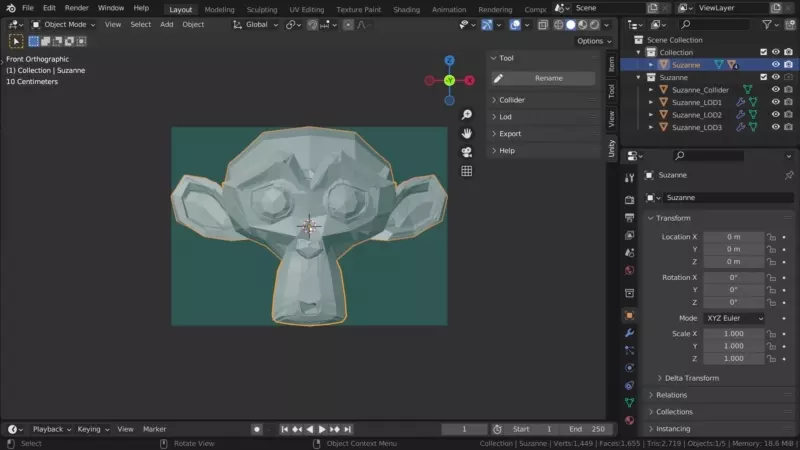 File Edit Render Window Help Layout Modeling Sculpting UV Editing Texture Paint Shading Animation Rendering Compo Scene ViewLayer
Object Mode View Select Add Object Global
Options
Front Orthographic
(1) Collection | Suzanne
10 Centimeters
Z
Y
X
Tool
Rename
Collider
Lod
Export
Help
Item
Tool
View
Unity
Scene Collection
Collection
Suzanne
4
Suzanne
Suzanne_Collider
Suzanne_LOD1
Suzanne_LOD2
Suzanne_LOD3
Suzanne
Suzanne
Transform
Location X 0 m
Y 0 m
Z 0 m
Rotation X 0°
Y 0°
Z 0°
Mode XYZ Euler
Scale X 1.000
Y 1.000
Z 1.000
Delta Transform
Relations
Collections
Instancing
Playback Keying View Marker 1 Start 1 End 250
Select Rotate View Object Context Menu Collection | Suzanne | Verts:1,449 | Faces:1,655 | Tris:2,719 | Objects:1/5 | Memory: 18.6 MiB